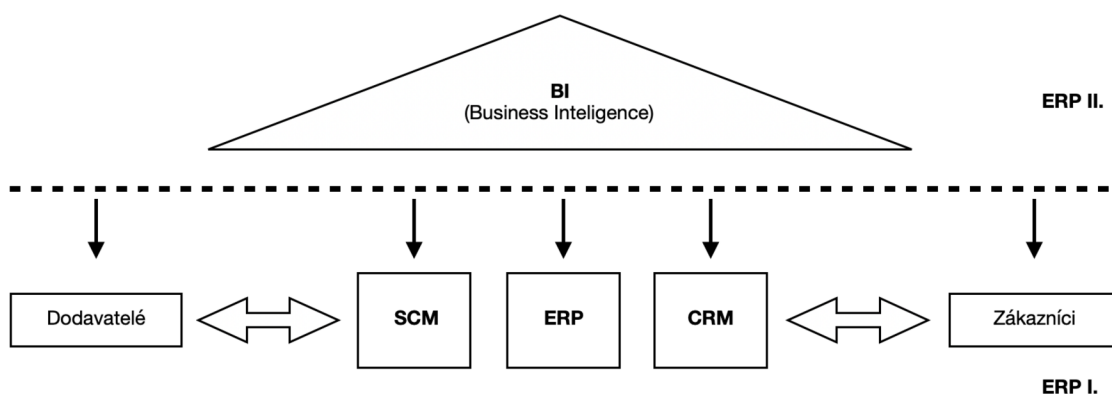 BI
(Business Inteligence)
ERP II.
Dodavatelé
SCM
ERP
CRM
Zákazníci
ERP I.